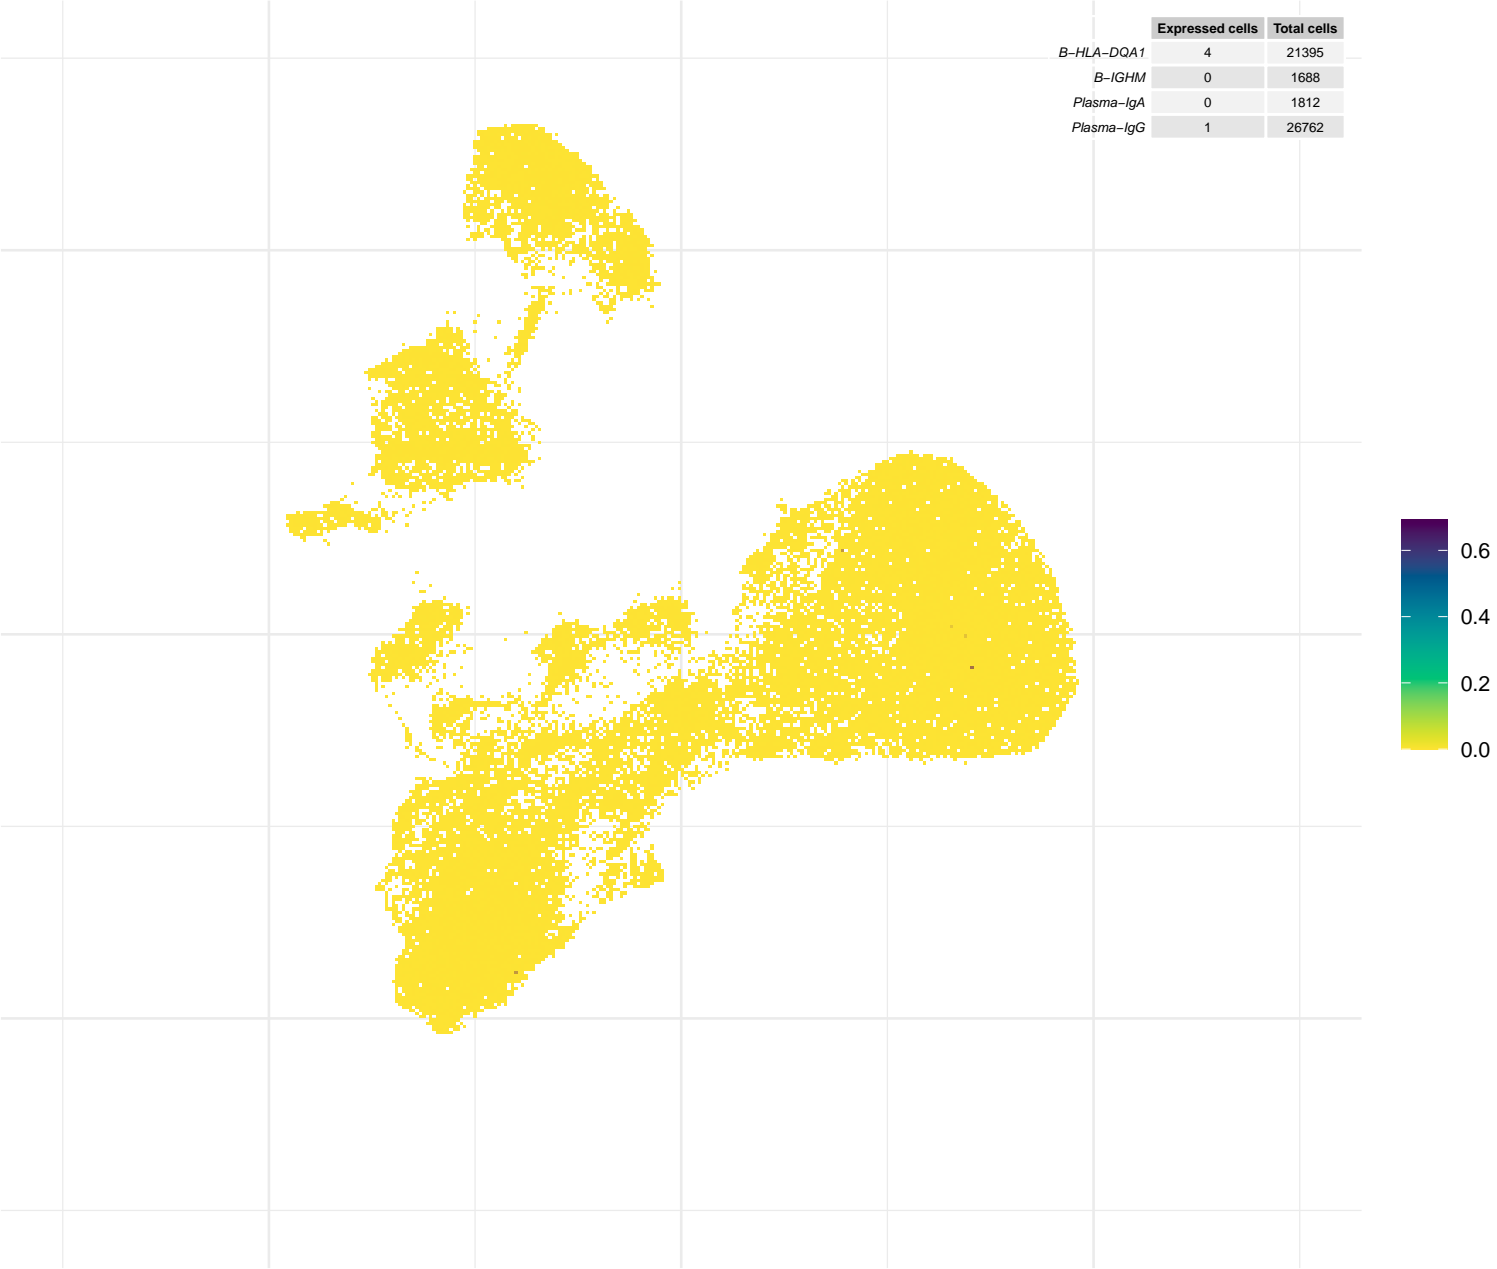 Expressed cells Total cells
B−HLA−DQA1 4 21395
B−IGHM 0 1688
Plasma−IgA 0 1812
Plasma−IgG 1 26762
0.6
0.4
0.2
0.0